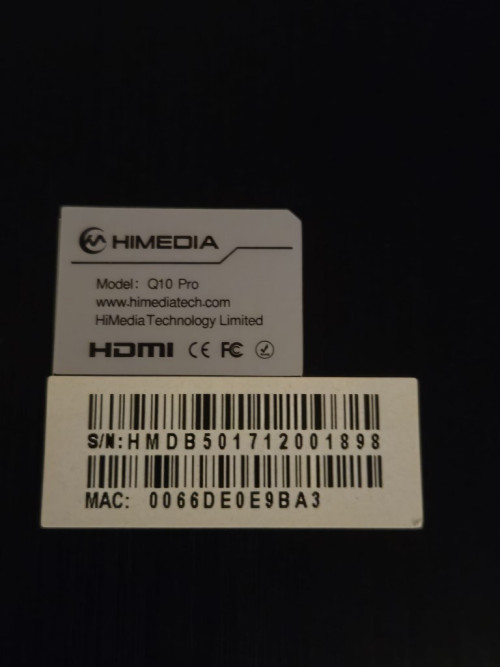 HIMEDIA
Model: Q10 Pro
www.himediatech.com
HiMedia Technology Limited
HDMI CE FC
S/N:HMDB501712001898
MAC: 0066DE0E9BA3